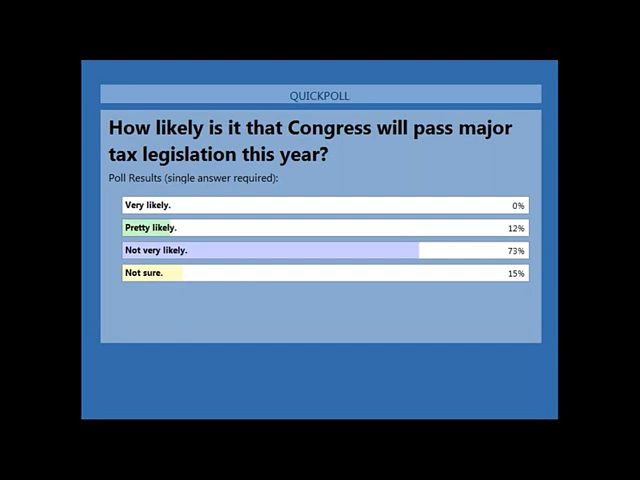 QUICKPOLL
How likely is it that Congress will pass major
tax legislation this year?
Poll Results (single answer required):
Very likely. 0%
Pretty likely. 12%
Not very likely. 73%
Not sure. 15%